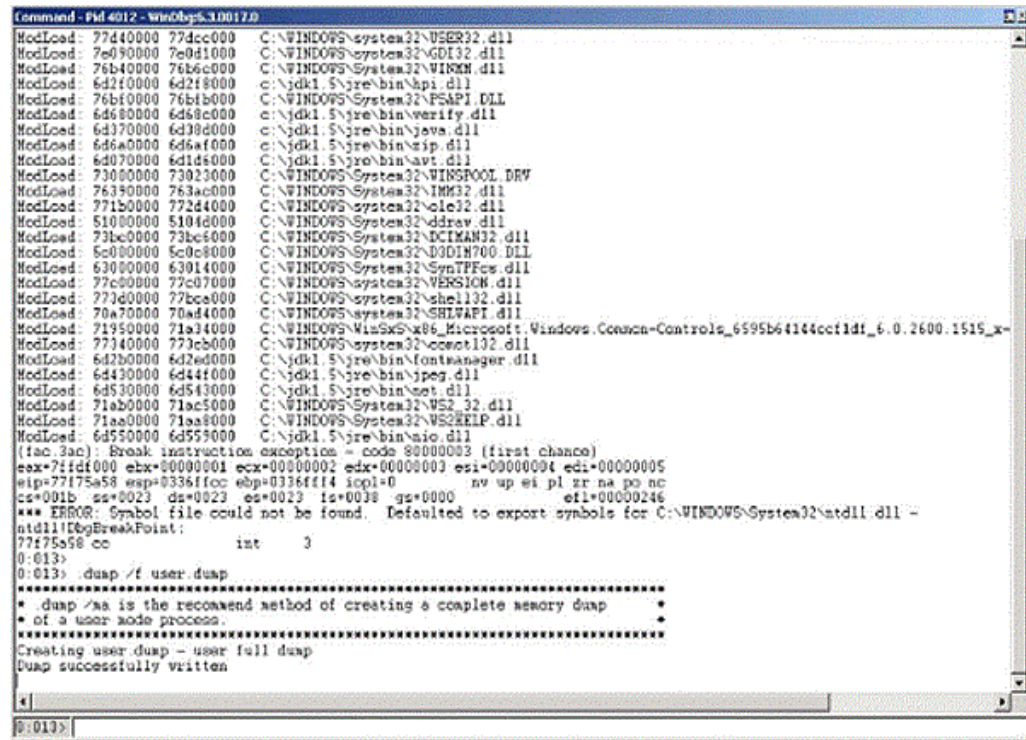 Command - Pid 4012 - WinDbg:6.3.0017.0
ModLoad: 77d40000 77dcc000 C:\WINDOWS\system32\USER32.dll
ModLoad: 7e090000 7e0d1000 C:\WINDOWS\system32\GDI32.dll
ModLoad: 76b40000 76b6c000 C:\WINDOWS\System32\WINMM.dll
ModLoad: 6d2f0000 6d2f8000 c:\jdk1.5\jre\bin\hpi.dll
ModLoad: 76bf0000 76bfb000 C:\WINDOWS\System32\PSAPI.DLL
ModLoad: 6d680000 6d68c000 c:\jdk1.5\jre\bin\verify.dll
ModLoad: 6d370000 6d38d000 c:\jdk1.5\jre\bin\java.dll
ModLoad: 6d6a0000 6d6af000 c:\jdk1.5\jre\bin\zip.dll
ModLoad: 6d070000 6d1d6000 C:\jdk1.5\jre\bin\awt.dll
ModLoad: 73000000 73023000 C:\WINDOWS\System32\WINSPOOL.DRV
ModLoad: 76390000 763ac000 C:\WINDOWS\System32\IMM32.dll
ModLoad: 771b0000 772d4000 C:\WINDOWS\system32\ole32.dll
ModLoad: 51000000 5104d000 C:\WINDOWS\System32\ddraw.dll
ModLoad: 73bc0000 73bc6000 C:\WINDOWS\System32\DCIMAN32.dll
ModLoad: 5c000000 5c0c8000 C:\WINDOWS\System32\D3DIM700.DLL
ModLoad: 63000000 63014000 C:\WINDOWS\System32\SynTPFcs.dll
ModLoad: 77c00000 77c07000 C:\WINDOWS\system32\VERSION.dll
ModLoad: 773d0000 77bca000 C:\WINDOWS\system32\shell32.dll
ModLoad: 70a70000 70ad4000 C:\WINDOWS\system32\SHLWAPI.dll
ModLoad: 71950000 71a34000 C:\WINDOWS\WinSxS\x86_Microsoft.Windows.Common-Controls_6595b64144ccf1df_6.0.2600.1515_x-
ModLoad: 77340000 773cb000 C:\WINDOWS\system32\comctl32.dll
ModLoad: 6d2b0000 6d2ed000 C:\jdk1.5\jre\bin\fontmanager.dll
ModLoad: 6d430000 6d44f000 C:\jdk1.5\jre\bin\jpeg.dll
ModLoad: 6d530000 6d543000 C:\jdk1.5\jre\bin\net.dll
ModLoad: 71ab0000 71ac5000 C:\WINDOWS\System32\WS2_32.dll
ModLoad: 71aa0000 71aa8000 C:\WINDOWS\System32\WS2HELP.dll
ModLoad: 6d550000 6d559000 C:\jdk1.5\jre\bin\nio.dll
(fac.3ac): Break instruction exception - code 80000003 (first chance)
eax=7ffdf000 ebx=00000001 ecx=00000002 edx=00000003 esi=00000004 edi=00000005
eip=77f75a58 esp=0336ffcc ebp=0336fff4 iopl=0 nv up ei pl zr na po nc
cs=001b ss=0023 ds=0023 es=0023 fs=0038 gs=0000 efl=00000246
*** ERROR: Symbol file could not be found. Defaulted to export symbols for C:\WINDOWS\System32\ntdll.dll -
ntdll!DbgBreakPoint:
77f75a58 cc int 3
0:013>
0:013> .dump /f user.dump
*****************************************************************
* .dump /ma is the recommend method of creating a complete memory dump *
* of a user mode process. *
*****************************************************************
Creating user.dump - user full dump
Dump successfully written
0:013>